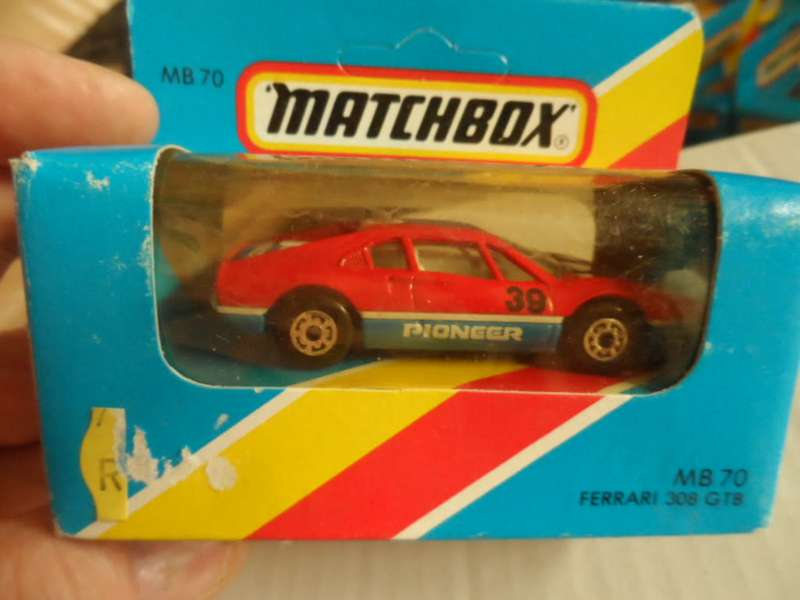 MB 70
"MATCHBOX"®
39
PIONEER
R
MB 70
FERRARI 308 GTB